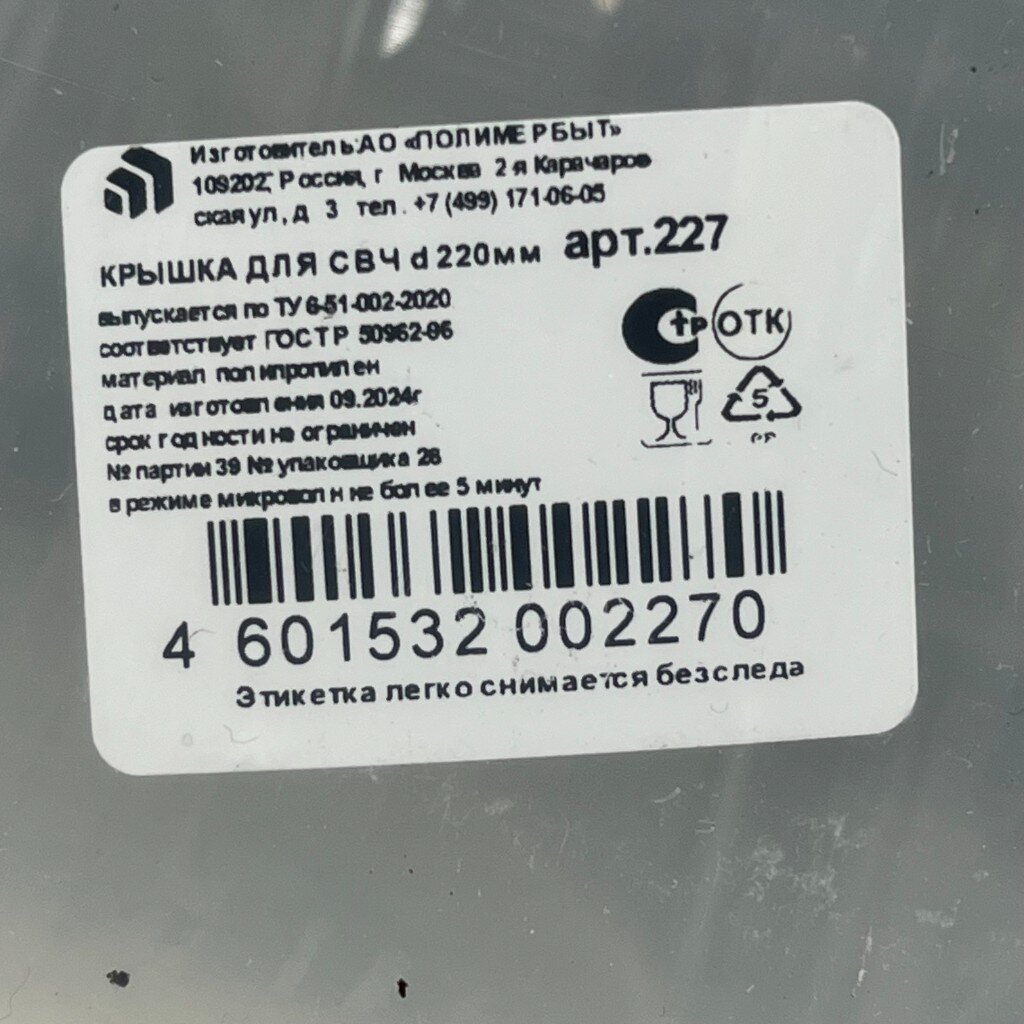 Изготовитель: АО «ПОЛИМЕРБЫТ»
109202, Россия, г Москва 2-я Карачаров
ская ул, д 3 тел. +7 (499) 171-06-05
КРЫШКА ДЛЯ СВЧ d 220мм арт.227
выпускается по ТУ 6-51-002-2020
соответствует ГОСТ Р 50962-96
материал полипропилен
дата изготовления 09.2024г
срок годности не ограничен
№ партии 39 № упаковщика 28
в режиме микроволн не более 5 минут
Стр ОТК
5
PP
4 601532 002270
Этикетка легко снимается без следа